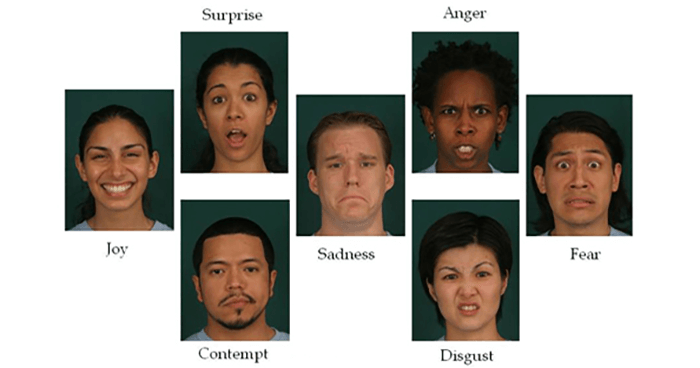 Surprise
Anger
Joy
Sadness
Fear
Contempt
Disgust